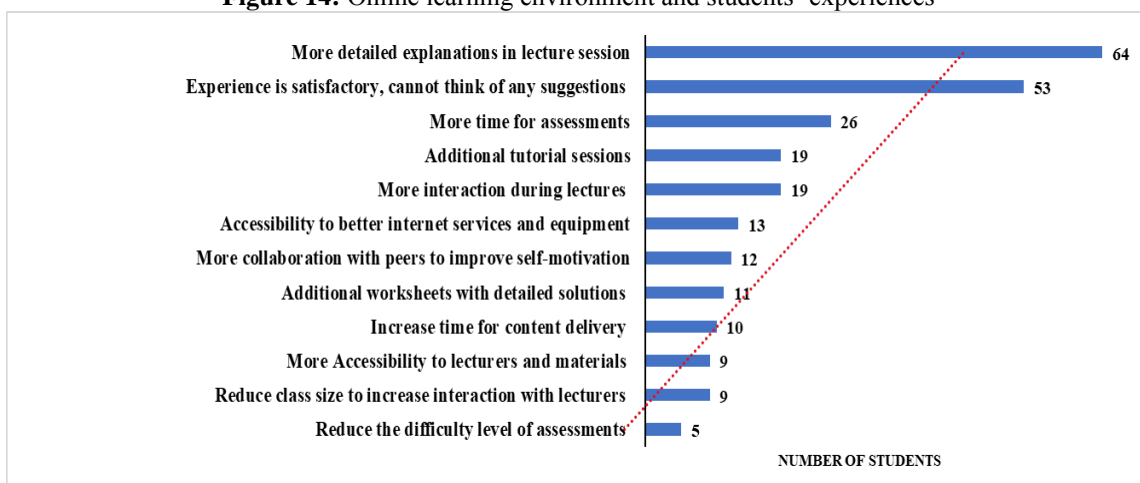 Figure 14: Online learning environment and students' experiences
More detailed explanations in lecture session 64
Experience is satisfactory, cannot think of any suggestions 53
More time for assessments 26
Additional tutorial sessions 19
More interaction during lectures 19
Accessibility to better internet services and equipment 13
More collaboration with peers to improve self-motivation 12
Additional worksheets with detailed solutions 11
Increase time for content delivery 10
More Accessibility to lecturers and materials 9
Reduce class size to increase interaction with lecturers 9
Reduce the difficulty level of assessments 5
NUMBER OF STUDENTS